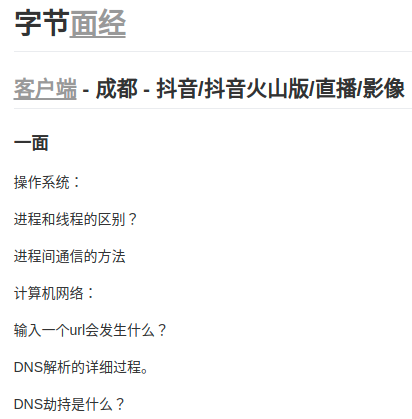 字节面经
客户端 - 成都 - 抖音/抖音火山版/直播/影像
一面
操作系统：
进程和线程的区别？
进程间通信的方法
计算机网络：
输入一个url会发生什么？
DNS解析的详细过程。
DNS劫持是什么？